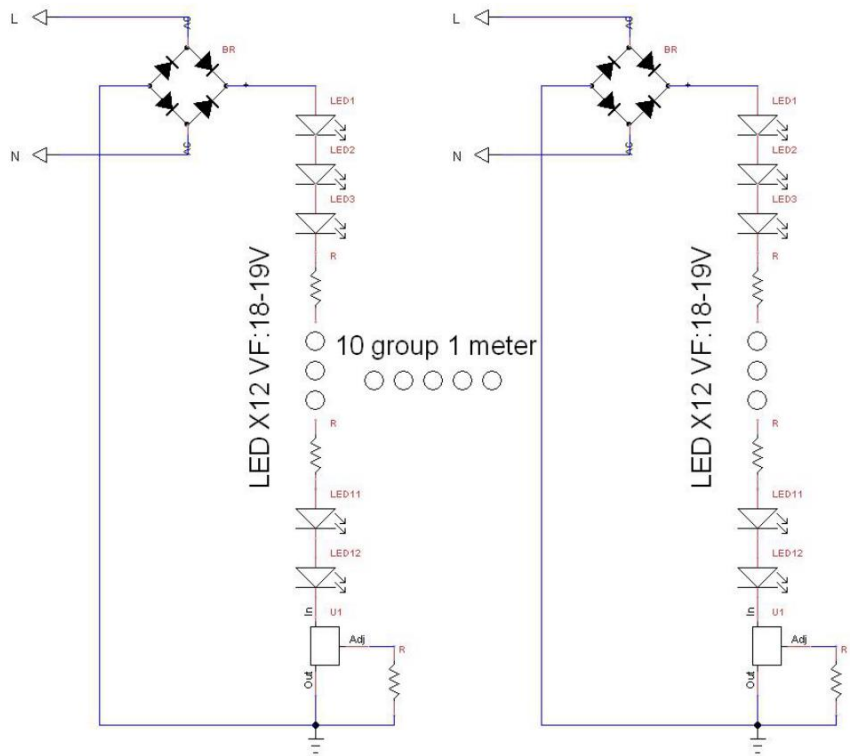 L
AC
BR
N
AC
+
LED1
LED2
LED3
R
LED X12 VF:18-19V
R
LED11
LED12
In
U1
Adj
Out
R
10 group 1 meter
L
AC
BR
N
AC
+
LED1
LED2
LED3
R
LED X12 VF:18-19V
R
LED11
LED12
In
U1
Adj
Out
R